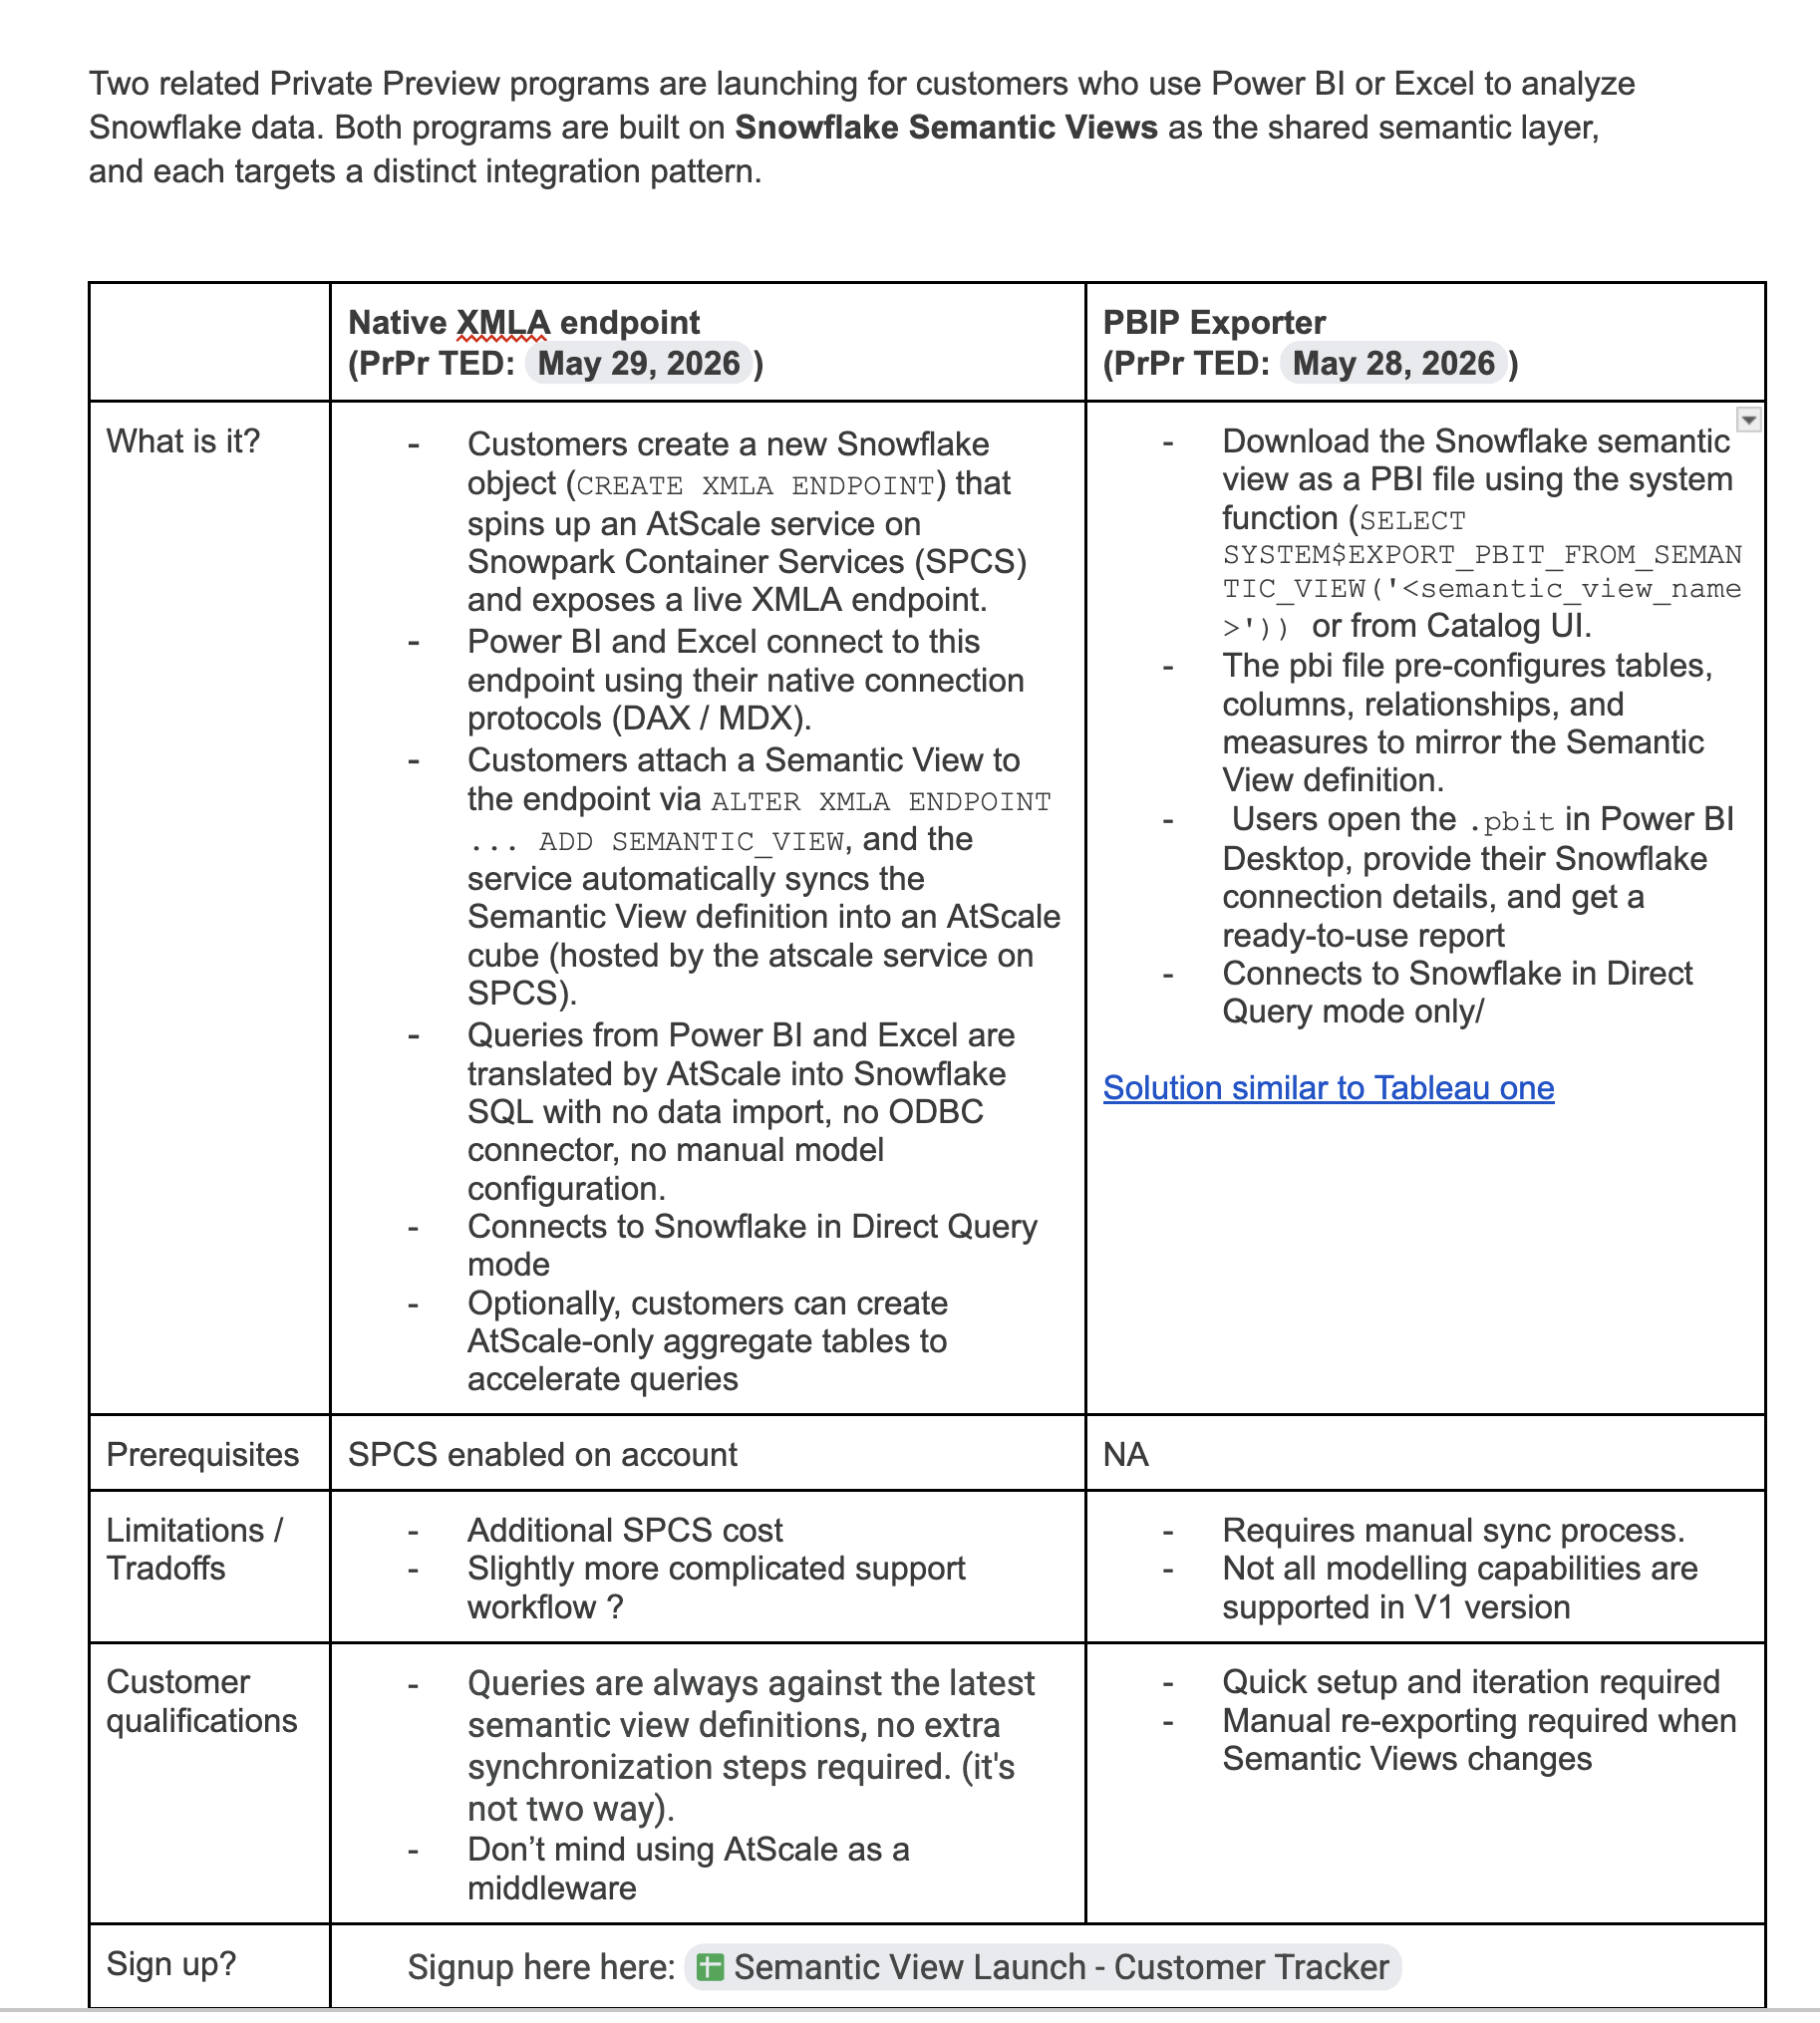 Two related Private Preview programs are launching for customers who use Power BI or Excel to analyze
Snowflake data. Both programs are built on Snowflake Semantic Views as the shared semantic layer,
and each targets a distinct integration pattern.
Native XMLA endpoint
(PrPr TED: May 29, 2026 )
PBIP Exporter
(PrPr TED: May 28, 2026 )
What is it?
- Customers create a new Snowflake
object (CREATE XMLA ENDPOINT) that
spins up an AtScale service on
Snowpark Container Services (SPCS)
and exposes a live XMLA endpoint.
- Power BI and Excel connect to this
endpoint using their native connection
protocols (DAX / MDX).
- Customers attach a Semantic View to
the endpoint via ALTER XMLA ENDPOINT
... ADD SEMANTIC_VIEW, and the
service automatically syncs the
Semantic View definition into an AtScale
cube (hosted by the atscale service on
SPCS).
- Queries from Power BI and Excel are
translated by AtScale into Snowflake
SQL with no data import, no ODBC
connector, no manual model
configuration.
- Connects to Snowflake in Direct Query
mode
- Optionally, customers can create
AtScale-only aggregate tables to
accelerate queries
- Download the Snowflake semantic
view as a PBI file using the system
function (SELECT
SYSTEM$EXPORT_PBIT_FROM_SEMAN
TIC_VIEW('<semantic_view_name
>')) or from Catalog UI.
- The pbi file pre-configures tables,
columns, relationships, and
measures to mirror the Semantic
View definition.
- Users open the .pbit in Power BI
Desktop, provide their Snowflake
connection details, and get a
ready-to-use report
- Connects to Snowflake in Direct
Query mode only/
Solution similar to Tableau one
Prerequisites
SPCS enabled on account
NA
Limitations /
Tradoffs
- Additional SPCS cost
- Slightly more complicated support
workflow ?
- Requires manual sync process.
- Not all modelling capabilities are
supported in V1 version
Customer
qualifications
- Queries are always against the latest
semantic view definitions, no extra
synchronization steps required. (it's
not two way).
- Don’t mind using AtScale as a
middleware
- Quick setup and iteration required
- Manual re-exporting required when
Semantic Views changes
Sign up?
Signup here here: Semantic View Launch - Customer Tracker